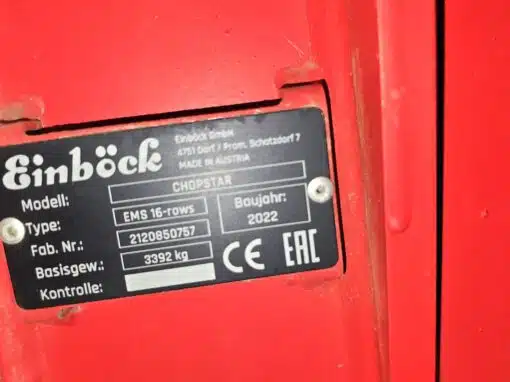 Einböck
Einböck GmbH
4751 Dorf / Pram, Schatzdorf 7
MADE IN AUSTRIA
Modell: CHOPSTAR
Type: EMS 16-rows
Baujahr: 2022
Fab. Nr.: 2120850757
Basisgew.: 3392 kg
Kontrolle:
CE EAC